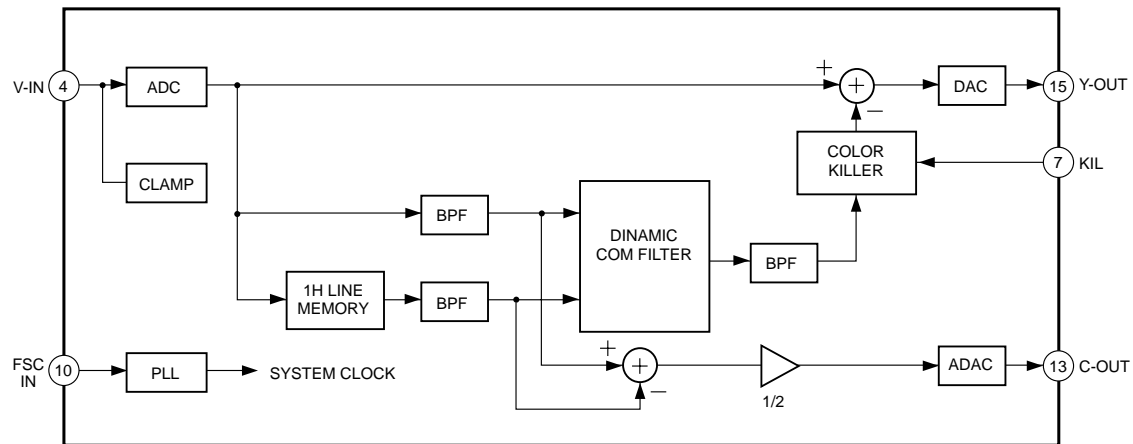 V-IN
4
ADC
+
+
−
DAC
15
Y-OUT
CLAMP
COLOR
KILLER
7
KIL
BPF
DINAMIC
COM FILTER
BPF
1H LINE
MEMORY
BPF
FSC
IN
10
PLL
SYSTEM CLOCK
+
+
−
1/2
ADAC
13
C-OUT